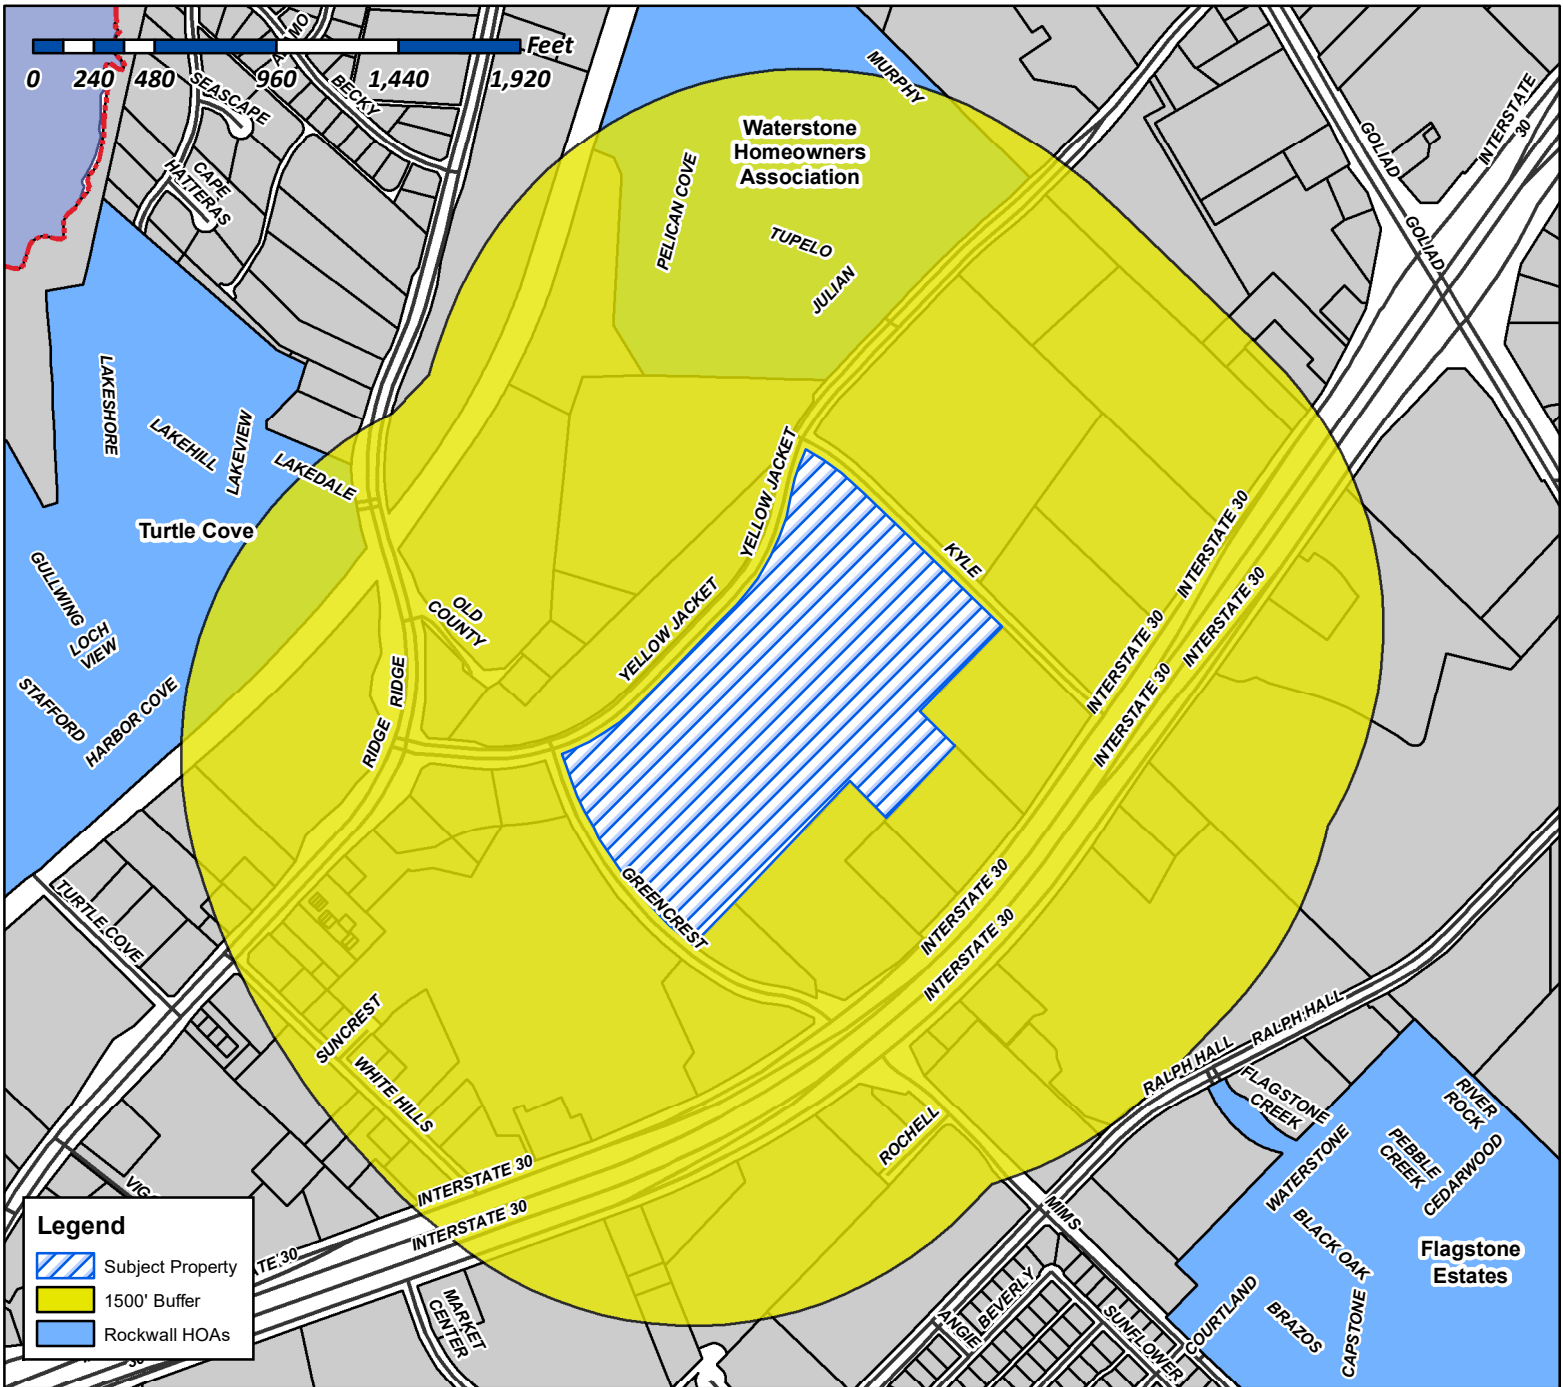 Feet
0 240 480 960 1,440 1,920
SEASCAPE
BECKY
CAPE
HATTERAS
MURPHY
Waterstone
Homeowners
Association
PELICAN COVE
TUPELO
JULIAN
GOLIAD
GOLIAD
INTERSTATE
30
LAKESHORE
LAKEHILL
LAKEVIEW
LAKEDALE
Turtle Cove
GULLWING
LOCH
VIEW
STAFFORD
HARBOR COVE
OLD
COUNTY
RIDGE
RIDGE
YELLOW JACKET
YELLOW JACKET
KYLE
INTERSTATE 30
INTERSTATE 30
INTERSTATE 30
INTERSTATE 30
GREENCREST
INTERSTATE 30
INTERSTATE 30
TURTLE COVE
SUNCREST
WHITE HILLS
ROCHELL
RALPH HALL
RALPH HALL
FLAGSTONE
CREEK
RIVER
ROCK
WATERSTONE
PEBBLE
CREEK
CEDARWOOD
BLACK OAK
Flagstone
Estates
MIMS
INTERSTATE 30
INTERSTATE 30
MARKET
CENTER
ANGIE
BEVERLY
SUNFLOWER
COURTLAND
BRAZOS
CAPSTONE
Legend
Subject Property
1500' Buffer
Rockwall HOAs